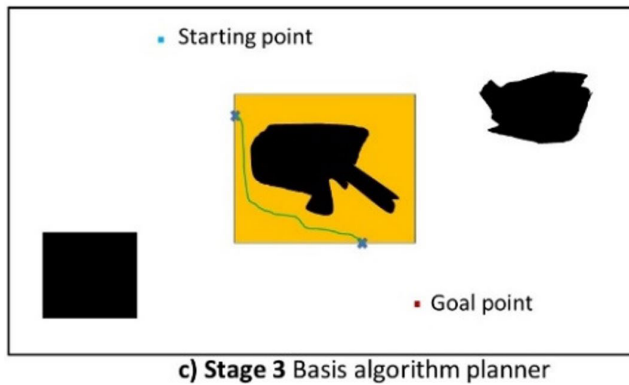 Starting point
Goal point
c) Stage 3 Basis algorithm planner